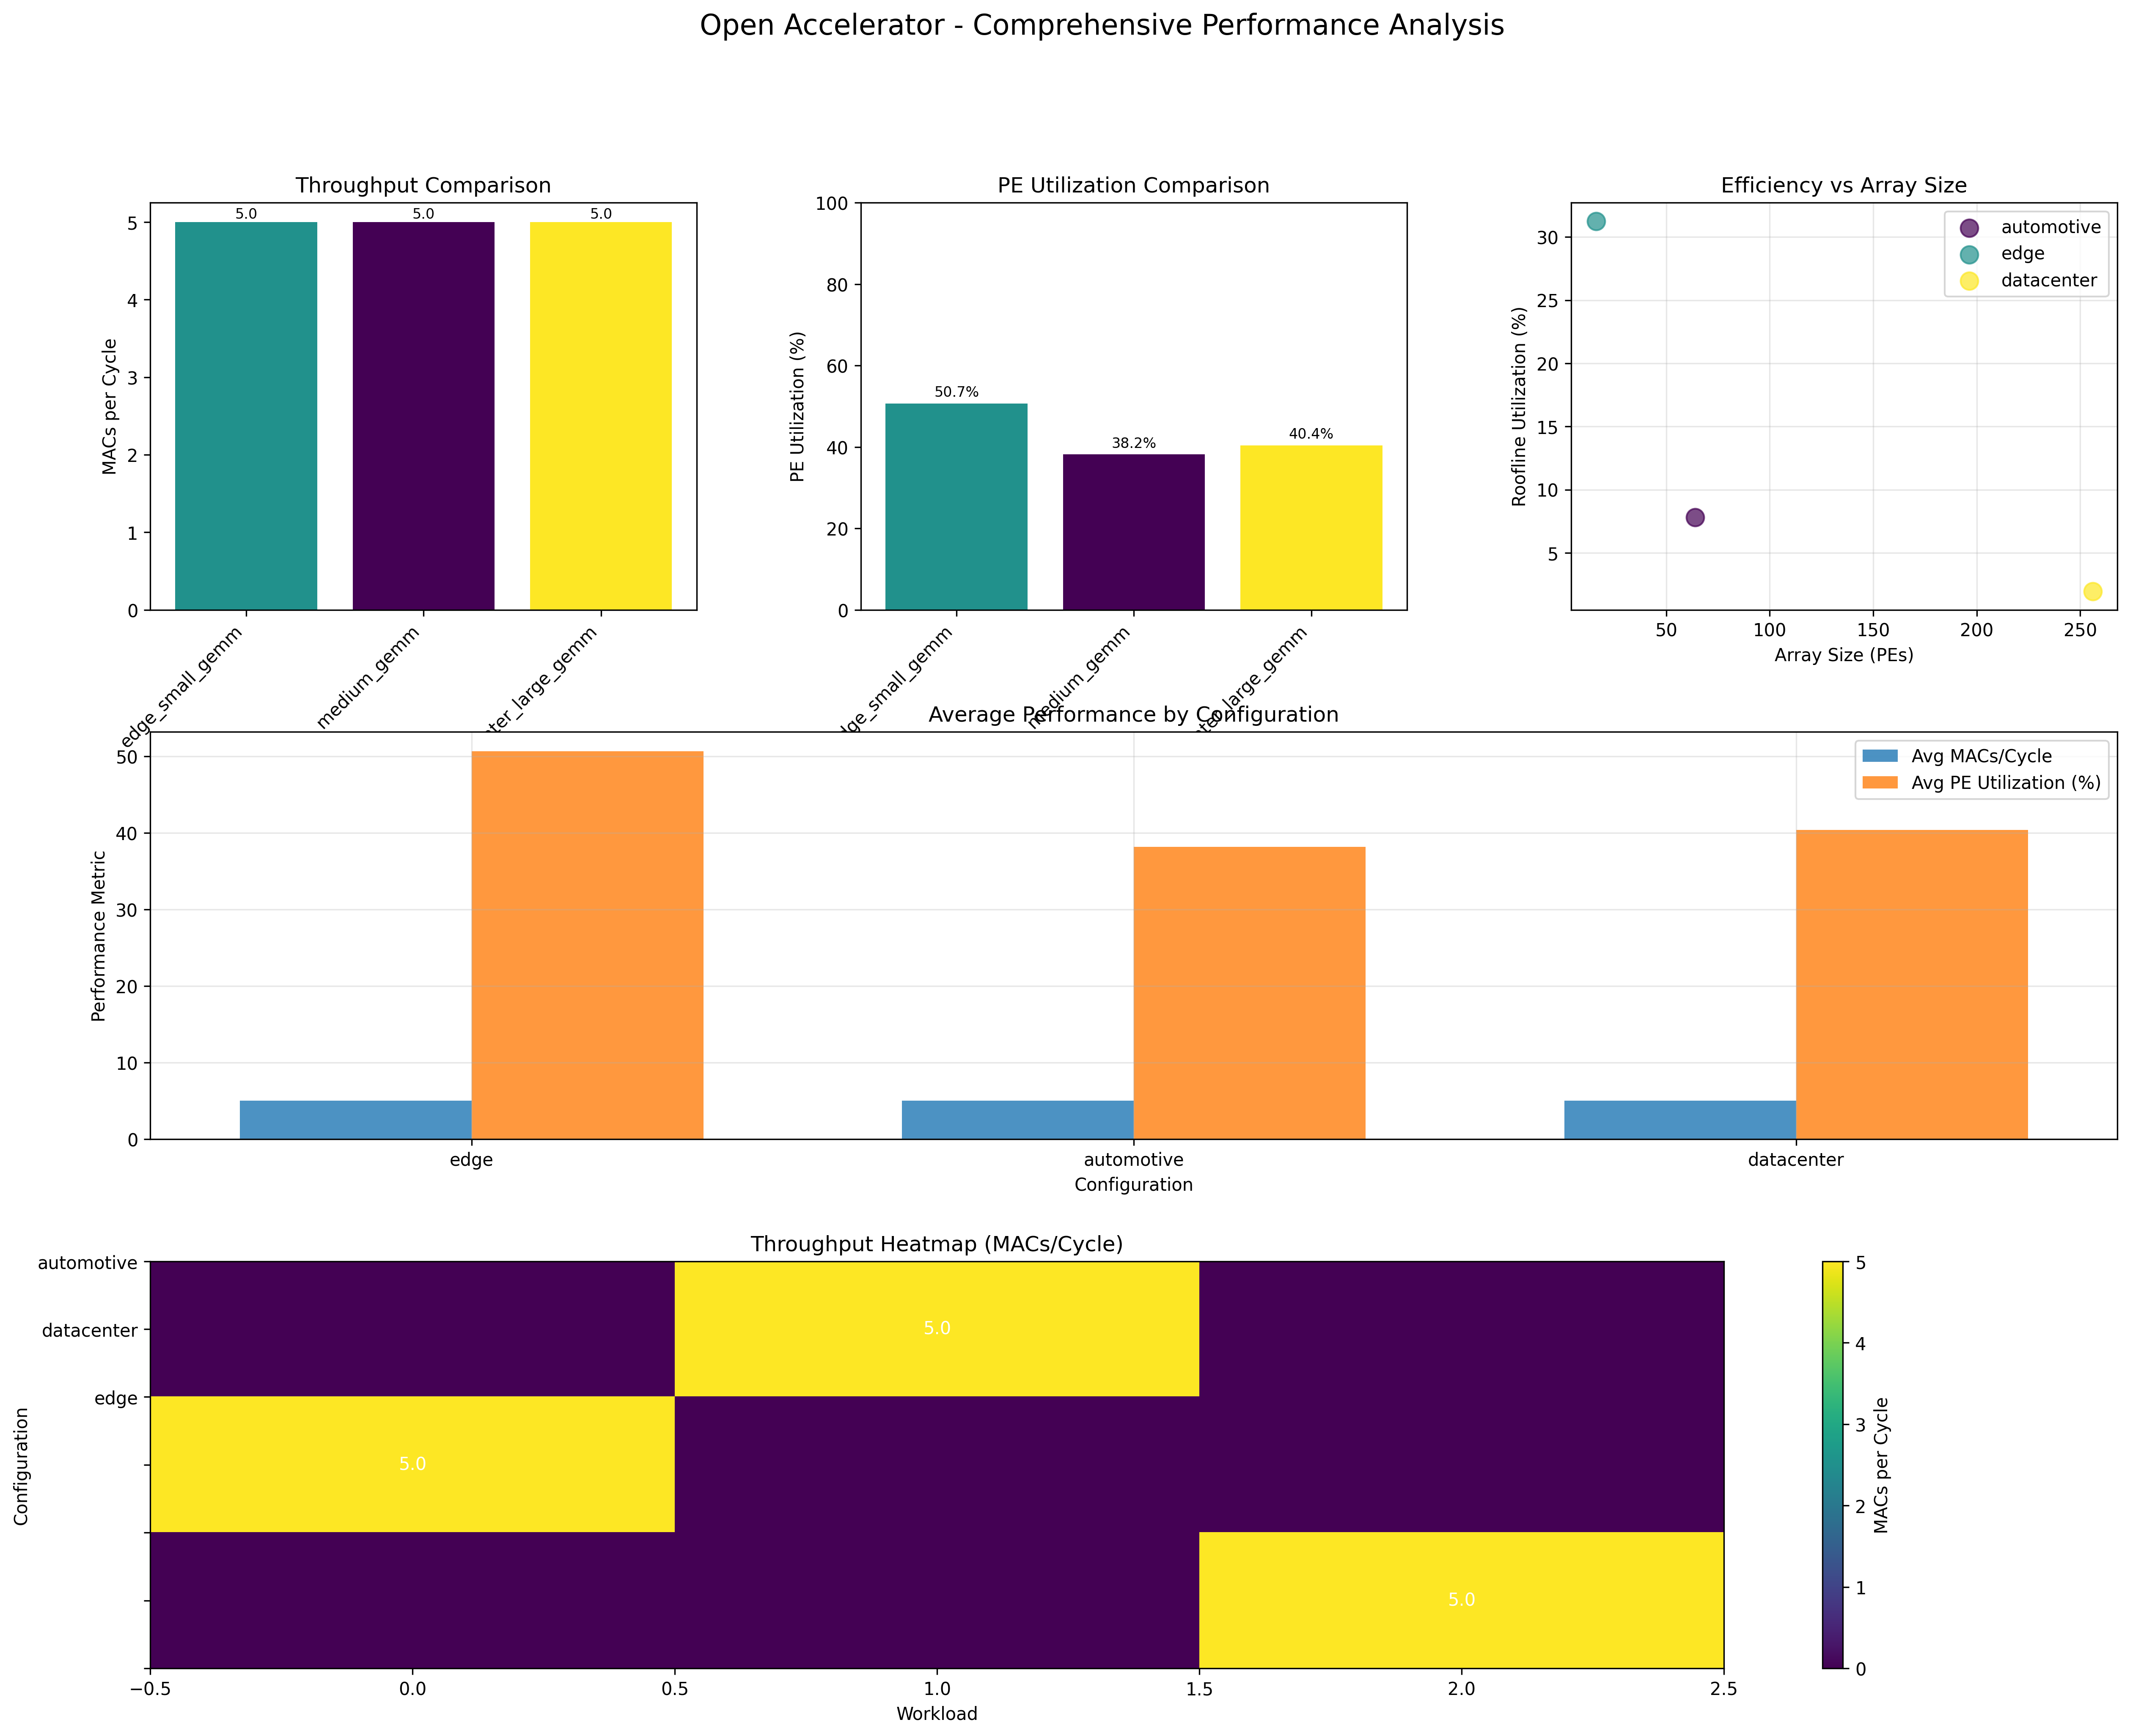 Open Accelerator - Comprehensive Performance Analysis
Throughput Comparison
MACs per Cycle
5
4
3
2
1
0
5.0
5.0
5.0
edge_small_gemm
medium_gemm
PE Utilization Comparison
PE Utilization (%)
100
80
60
40
20
0
50.7%
38.2%
40.4%
medium_gemm
Efficiency vs Array Size
Roofline Utilization (%)
30
25
20
15
10
5
automotive
edge
datacenter
50
100
150
200
250
Array Size (PEs)
Average Performance by Configuration
Performance Metric
50
40
30
20
10
0
Avg MACs/Cycle
Avg PE Utilization (%)
edge
automotive
datacenter
Configuration
Throughput Heatmap (MACs/Cycle)
Configuration
automotive
datacenter
edge
5.0
5.0
5.0
−0.5
0.0
0.5
1.0
1.5
2.0
2.5
Workload
5
4
3
2
1
0
MACs per Cycle